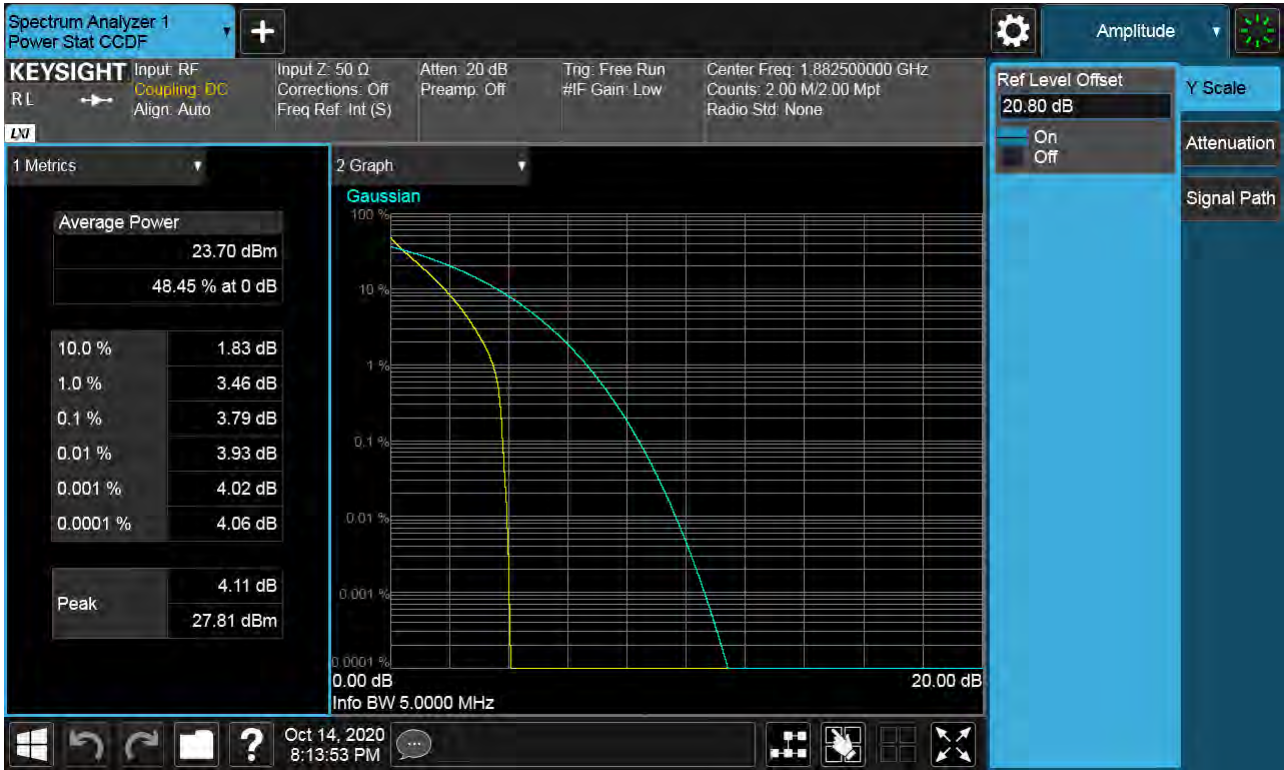 Spectrum Analyzer 1
Power Stat CCDF
Amplitude
KEYSIGHT
RL
LXI
Input: RF
Coupling: DC
Align: Auto
Input Z: 50 Ω
Corrections: Off
Freq Ref: Int (S)
Atten: 20 dB
Preamp: Off
Trig: Free Run
#IF Gain: Low
Center Freq: 1.882500000 GHz
Counts: 2.00 M/2.00 Mpt
Radio Std: None
Ref Level Offset
20.80 dB
On
Off
Y Scale
Attenuation
Signal Path
1 Metrics
Average Power
23.70 dBm
48.45 % at 0 dB
10.0 % 1.83 dB
1.0 % 3.46 dB
0.1 % 3.79 dB
0.01 % 3.93 dB
0.001 % 4.02 dB
0.0001 % 4.06 dB
Peak
4.11 dB
27.81 dBm
2 Graph
Gaussian
100 %
10 %
1 %
0.1 %
0.01 %
0.001 %
0.0001 %
0.00 dB 20.00 dB
Info BW 5.0000 MHz
?
Oct 14, 2020
8:13:53 PM